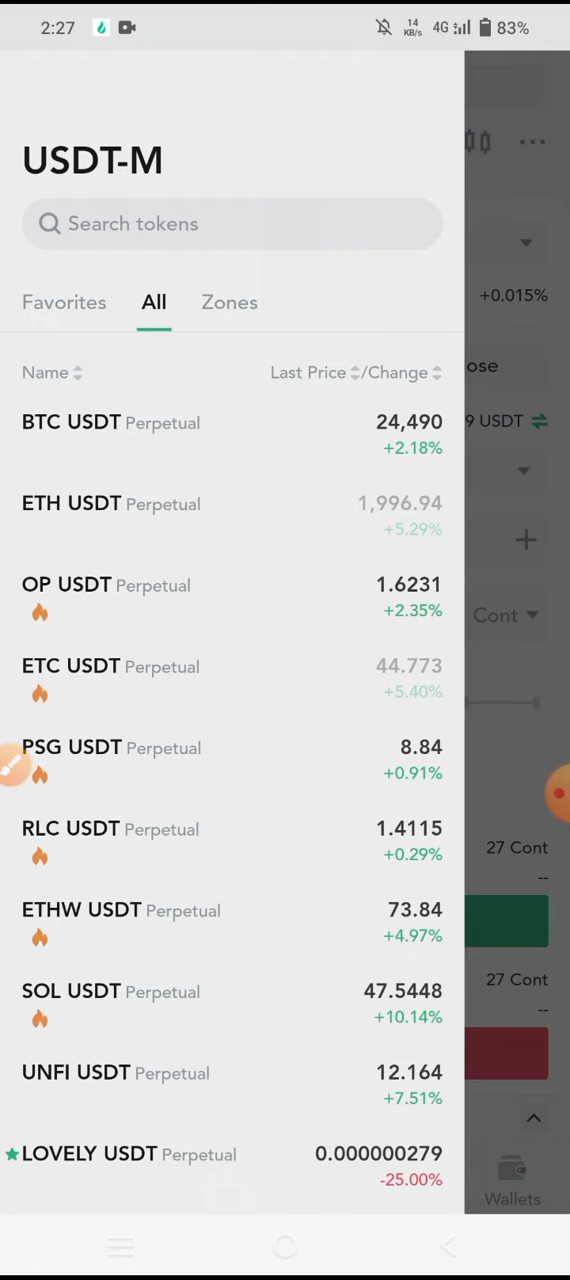 2:27 14 KB/s 4G 83%
USDT-M
Search tokens
+0.015%
Favorites All Zones
Name Last Price /Change
ose
BTC USDT Perpetual 24,490
9 USDT
+2.18%
ETH USDT Perpetual 1,996.94
+5.29%
OP USDT Perpetual 1.6231
+2.35%
Cont
ETC USDT Perpetual 44.773
+5.40%
PSG USDT Perpetual 8.84
+0.91%
RLC USDT Perpetual 1.4115
27 Cont
+0.29%
--
ETHW USDT Perpetual 73.84
+4.97%
SOL USDT Perpetual 47.5448
27 Cont
+10.14%
--
UNFI USDT Perpetual 12.164
+7.51%
LOVELY USDT Perpetual 0.000000279
-25.00%
Wallets